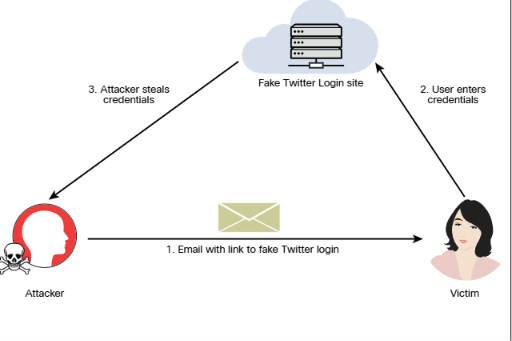 Fake Twitter Login site
3. Attacker steals
credentials
2. User enters
credentials
1. Email with link to fake Twitter login
Attacker
Victim